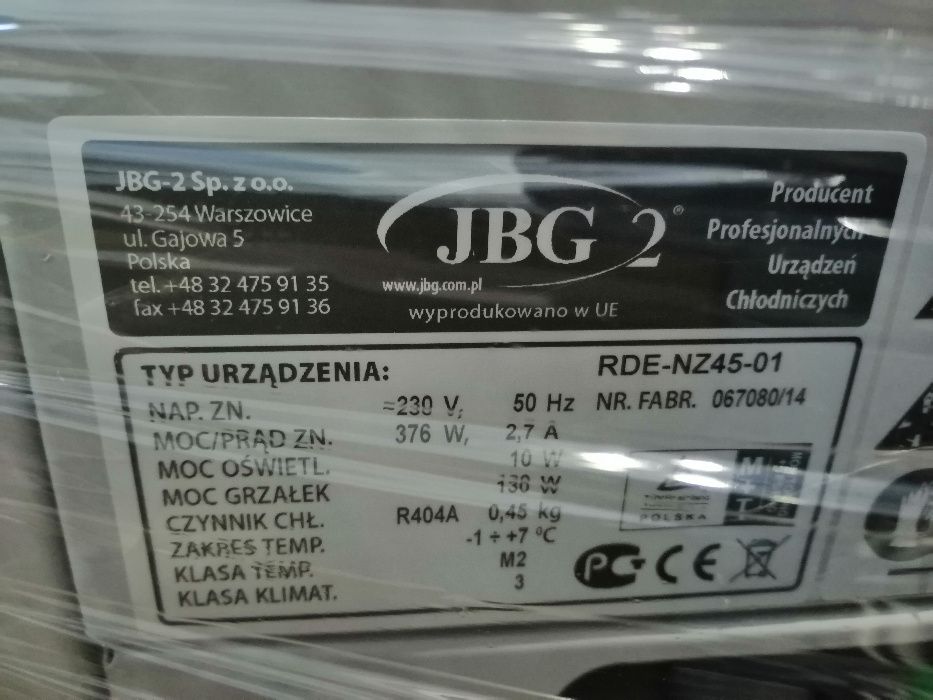 JBG-2 Sp. z o.o.
43-254 Warszowice
ul. Gajowa 5
Polska
tel. +48 32 475 91 35
fax +48 32 475 91 36
JBG 2®
www.jbg.com.pl
wyprodukowano w UE
Producent
Profesjonalnych
Urządzeń
Chłodniczych
TYP URZĄDZENIA: RDE-NZ45-01
NAP. ZN. ≂230 V, 50 Hz NR. FABR. 067080/14
MOC/PRĄD ZN. 376 W, 2,7 A
MOC OŚWIETL. 10 W
MOC GRZAŁEK W
CZYNNIK CHŁ. R404A 0,45 kg
ZAKRES TEMP. -1 ÷ +7 °C
KLASA TEMP. M2
KLASA KLIMAT. 3
POLSKA
CE